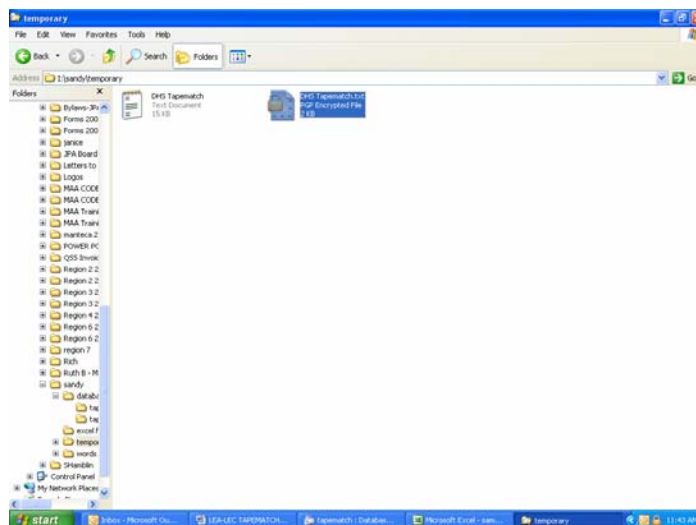 temporary
File Edit View Favorites Tools Help
Back Search Folders
Address I:\sandy\temporary Go
Folders X
DHS Tapematch
Text Document
15 KB
DHS Tapematch.txt
PGP Encrypted File
2 KB
Bylaws-JPA
Forms 200
Forms 200
janice
JPA Board
Letters to
Logos
MAA CODE
MAA CODE
MAA Traini
MAA Traini
manteca 2
POWER PO
QSS Invoic
Region 2 2
Region 2 2
Region 3 2
Region 3 2
Region 4 2
Region 6 2
Region 6 2
region 7
Rich
Ruth B - M
sandy
databa
tap
tap
excel f
tempor
words
SHamblin
Control Panel
My Network Places
start
Inbox - Microsoft Ou...
LEA-LEC TAPEMATCH...
tapematch : Databas...
Microsoft Excel - sam...
temporary
11:43 AM